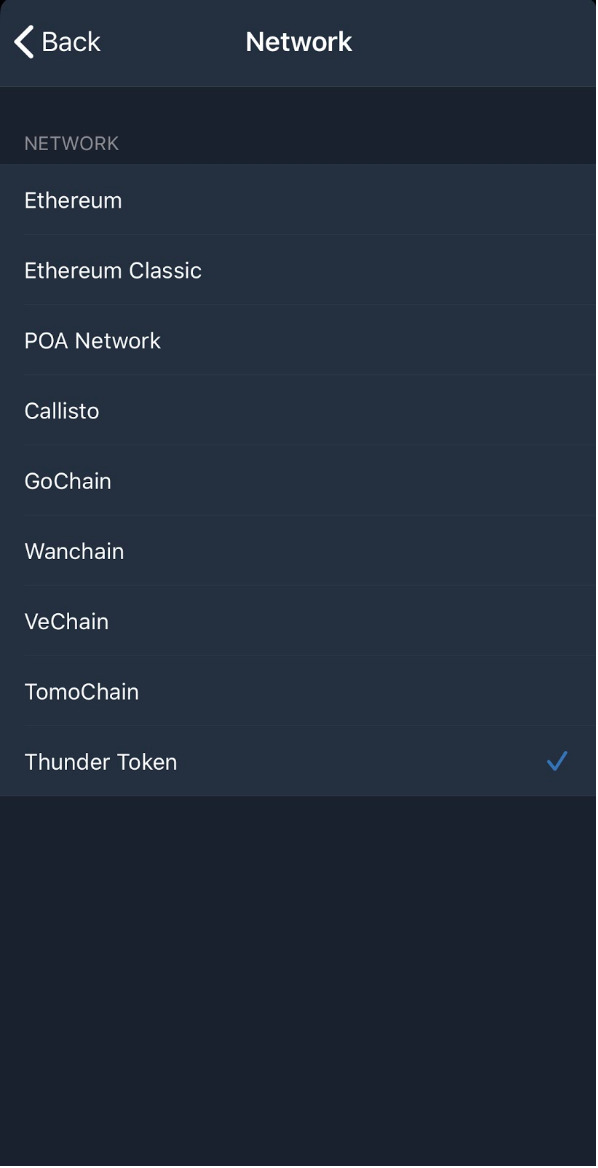 Back
Network
NETWORK
Ethereum
Ethereum Classic
POA Network
Callisto
GoChain
Wanchain
VeChain
TomoChain
Thunder Token